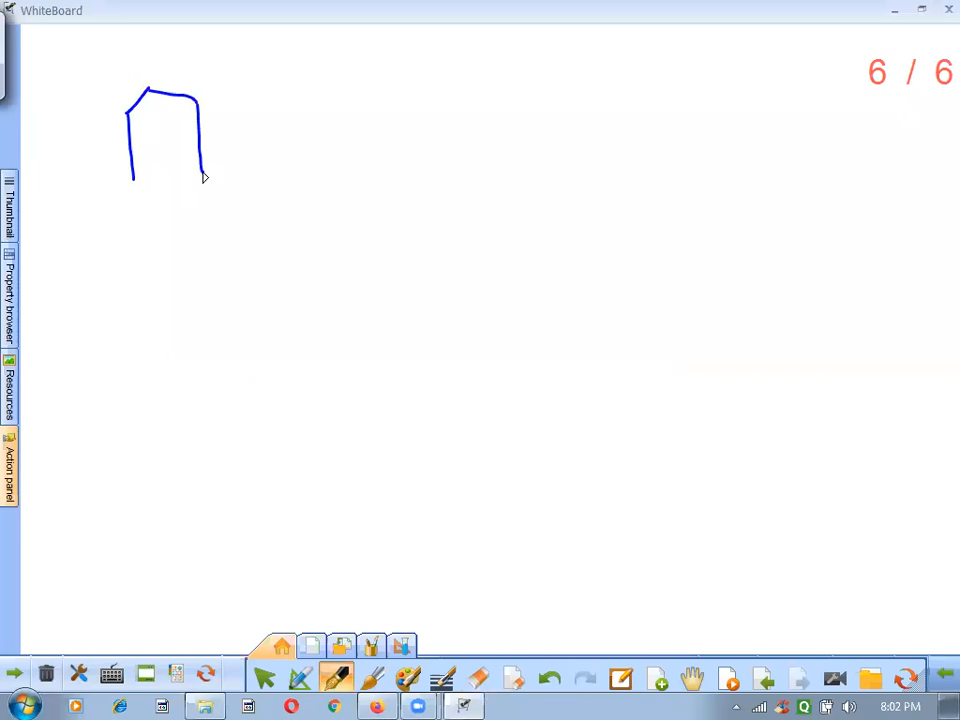 WhiteBoard
6 / 6
Thumbnail
Property browser
Resources
Action panel
8:02 PM